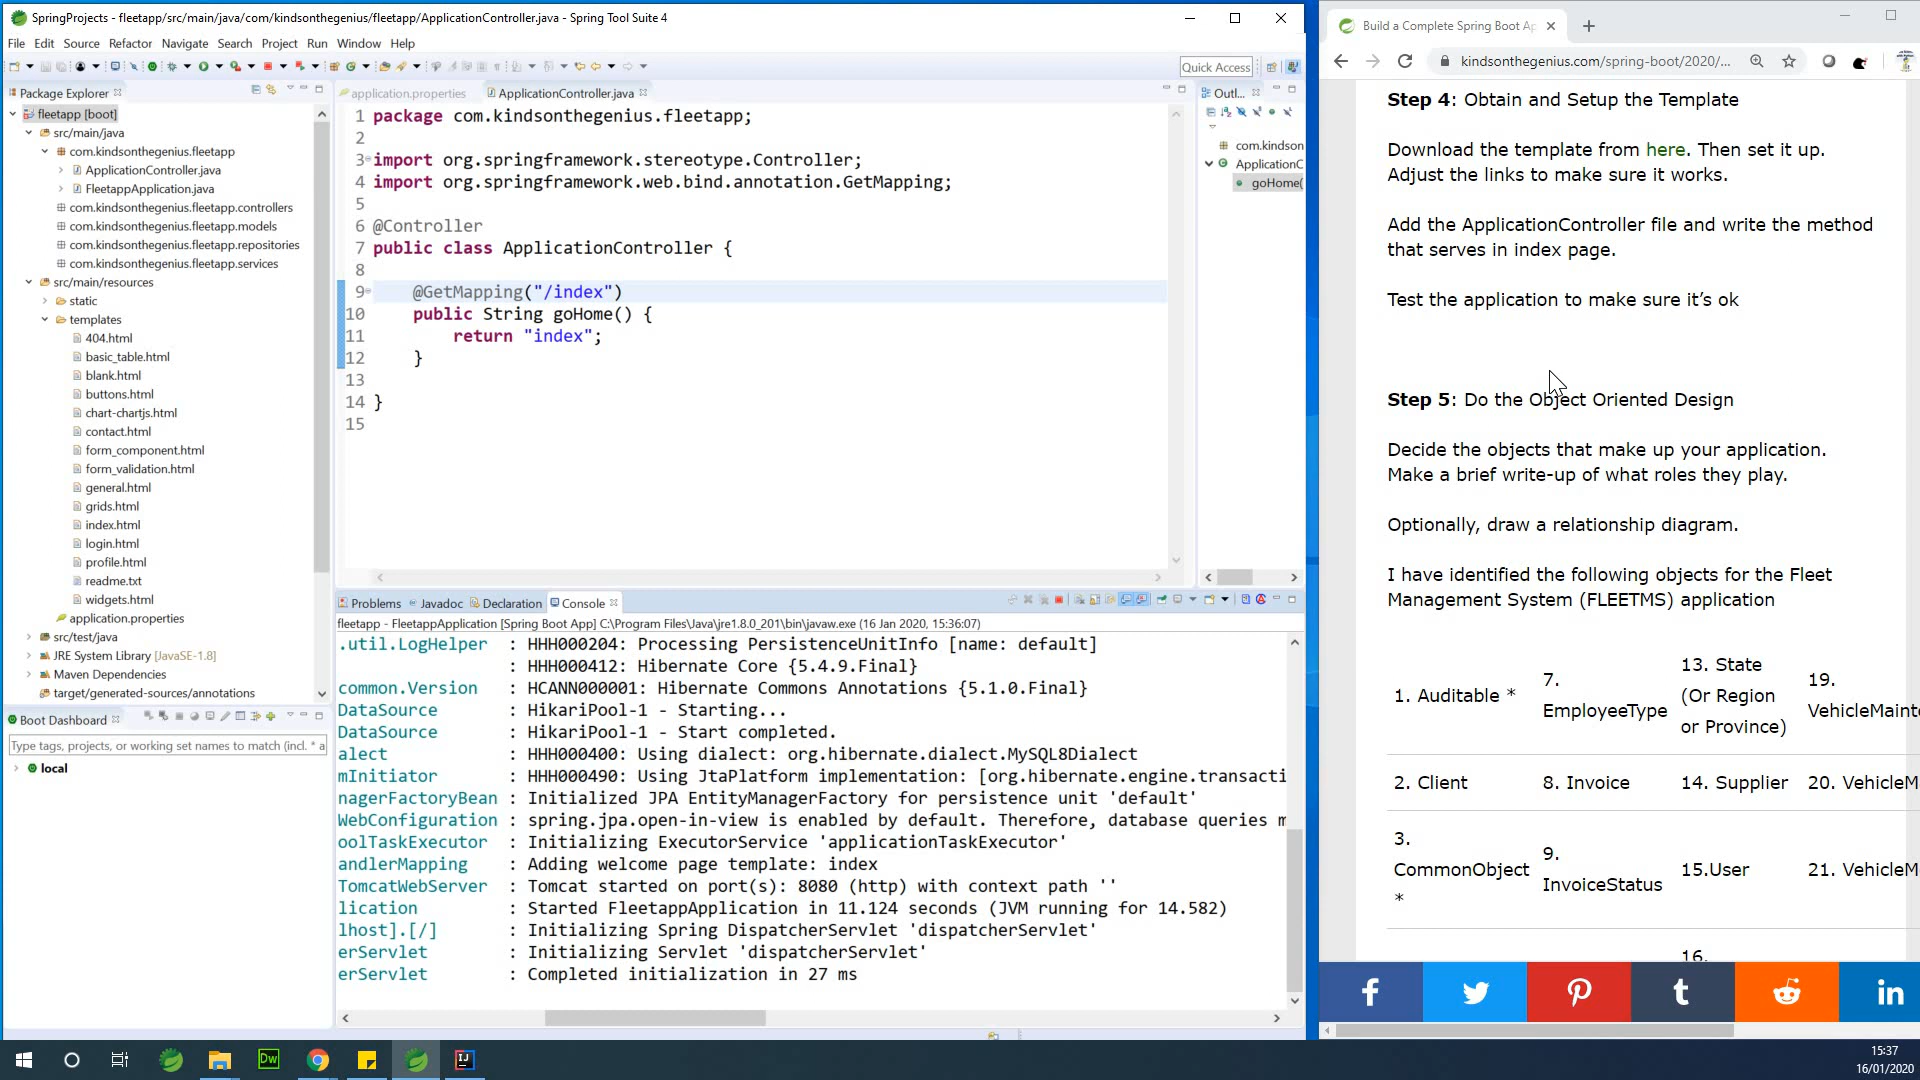 SpringProjects - fleetapp/src/main/java/com/kindsonthegenius/fleetapp/ApplicationController.java - Spring Tool Suite 4
File Edit Source Refactor Navigate Search Project Run Window Help
Quick Access
Package Explorer
fleetapp [boot]
src/main/java
com.kindsonthegenius.fleetapp
ApplicationController.java
FleetappApplication.java
com.kindsonthegenius.fleetapp.controllers
com.kindsonthegenius.fleetapp.models
com.kindsonthegenius.fleetapp.repositories
com.kindsonthegenius.fleetapp.services
src/main/resources
static
templates
404.html
basic_table.html
blank.html
buttons.html
chart-chartjs.html
contact.html
form_component.html
form_validation.html
general.html
grids.html
index.html
login.html
profile.html
readme.txt
widgets.html
application.properties
src/test/java
JRE System Library [JavaSE-1.8]
Maven Dependencies
target/generated-sources/annotations
Boot Dashboard
Type tags, projects, or working set names to match (incl. * a
local
application.properties ApplicationController.java
1 package com.kindsonthegenius.fleetapp;
2
3 import org.springframework.stereotype.Controller;
4 import org.springframework.web.bind.annotation.GetMapping;
5
6 @Controller
7 public class ApplicationController {
8
9 @GetMapping("/index")
10 public String goHome() {
11 return "index";
12 }
13
14 }
15
Outl...
com.kindson
ApplicationC
goHome(
Problems Javadoc Declaration Console
fleetapp - FleetappApplication [Spring Boot App] C:\Program Files\Java\jre1.8.0_201\bin\javaw.exe (16 Jan 2020, 15:36:07)
.util.LogHelper : HHH000204: Processing PersistenceUnitInfo [name: default]
: HHH000412: Hibernate Core {5.4.9.Final}
common.Version : HCANN000001: Hibernate Commons Annotations {5.1.0.Final}
DataSource : HikariPool-1 - Starting...
DataSource : HikariPool-1 - Start completed.
alect : HHH000400: Using dialect: org.hibernate.dialect.MySQL8Dialect
mInitiator : HHH000490: Using JtaPlatform implementation: [org.hibernate.engine.transacti
nagerFactoryBean : Initialized JPA EntityManagerFactory for persistence unit 'default'
WebConfiguration : spring.jpa.open-in-view is enabled by default. Therefore, database queries m
oolTaskExecutor : Initializing ExecutorService 'applicationTaskExecutor'
andlerMapping : Adding welcome page template: index
TomcatWebServer : Tomcat started on port(s): 8080 (http) with context path ''
lication : Started FleetappApplication in 11.124 seconds (JVM running for 14.582)
lhost].[/] : Initializing Spring DispatcherServlet 'dispatcherServlet'
erServlet : Initializing Servlet 'dispatcherServlet'
erServlet : Completed initialization in 27 ms
Build a Complete Spring Boot Ap
kindsonthegenius.com/spring-boot/2020/...
Step 4: Obtain and Setup the Template
Download the template from here. Then set it up.
Adjust the links to make sure it works.
Add the ApplicationController file and write the method
that serves in index page.
Test the application to make sure it's ok
Step 5: Do the Object Oriented Design
Decide the objects that make up your application.
Make a brief write-up of what roles they play.
Optionally, draw a relationship diagram.
I have identified the following objects for the Fleet
Management System (FLEETMS) application
1. Auditable *
7. EmployeeType
13. State (Or Region or Province)
19. VehicleMainte
2. Client
8. Invoice
14. Supplier
20. VehicleM
3. CommonObject *
9. InvoiceStatus
15.User
21. VehicleM
16.
15:37
16/01/2020